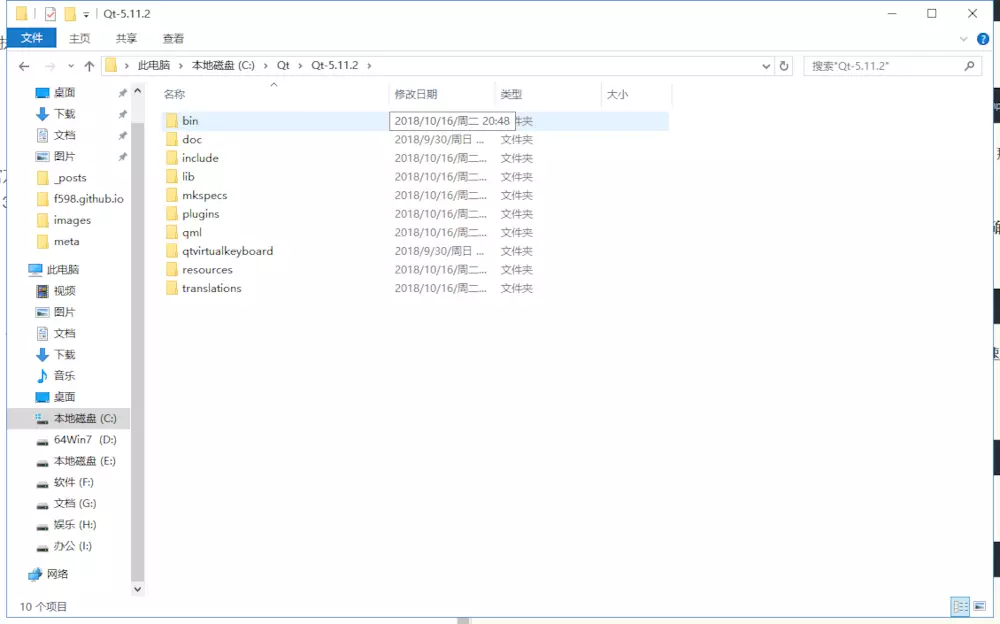 Qt-5.11.2
文件 主页 共享 查看
此电脑 本地磁盘 (C:) Qt Qt-5.11.2 搜索"Qt-5.11.2"
名称 修改日期 类型 大小
bin 2018/10/16/周二 20:48 件夹
doc 2018/9/30/周日 ... 文件夹
include 2018/10/16/周二... 文件夹
lib 2018/10/16/周二... 文件夹
mkspecs 2018/10/16/周二... 文件夹
plugins 2018/10/16/周二... 文件夹
qml 2018/10/16/周二... 文件夹
qtvirtualkeyboard 2018/9/30/周日 ... 文件夹
resources 2018/10/16/周二... 文件夹
translations 2018/10/16/周二... 文件夹
桌面
下载
文档
图片
_posts
f598.github.io
images
meta
此电脑
视频
图片
文档
下载
音乐
桌面
本地磁盘 (C:)
64Win7 (D:)
本地磁盘 (E:)
软件 (F:)
文档 (G:)
娱乐 (H:)
办公 (I:)
网络
10 个项目